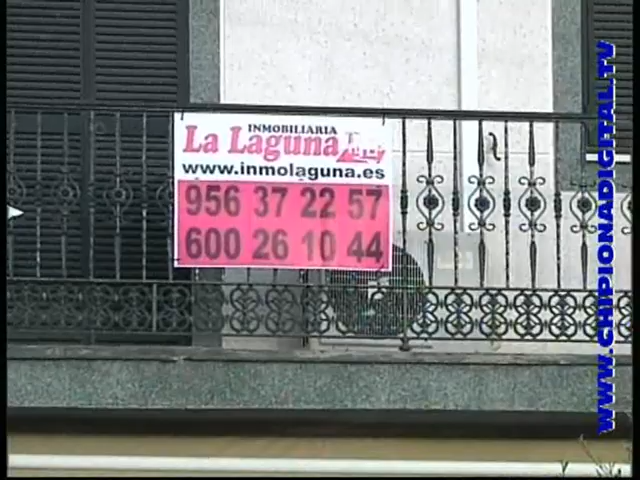 INMOBILIARIA
La Laguna
www.inmolaguna.es
956 37 22 57
600 26 10 44
WWW.CHIPIONADIGITAL.TV